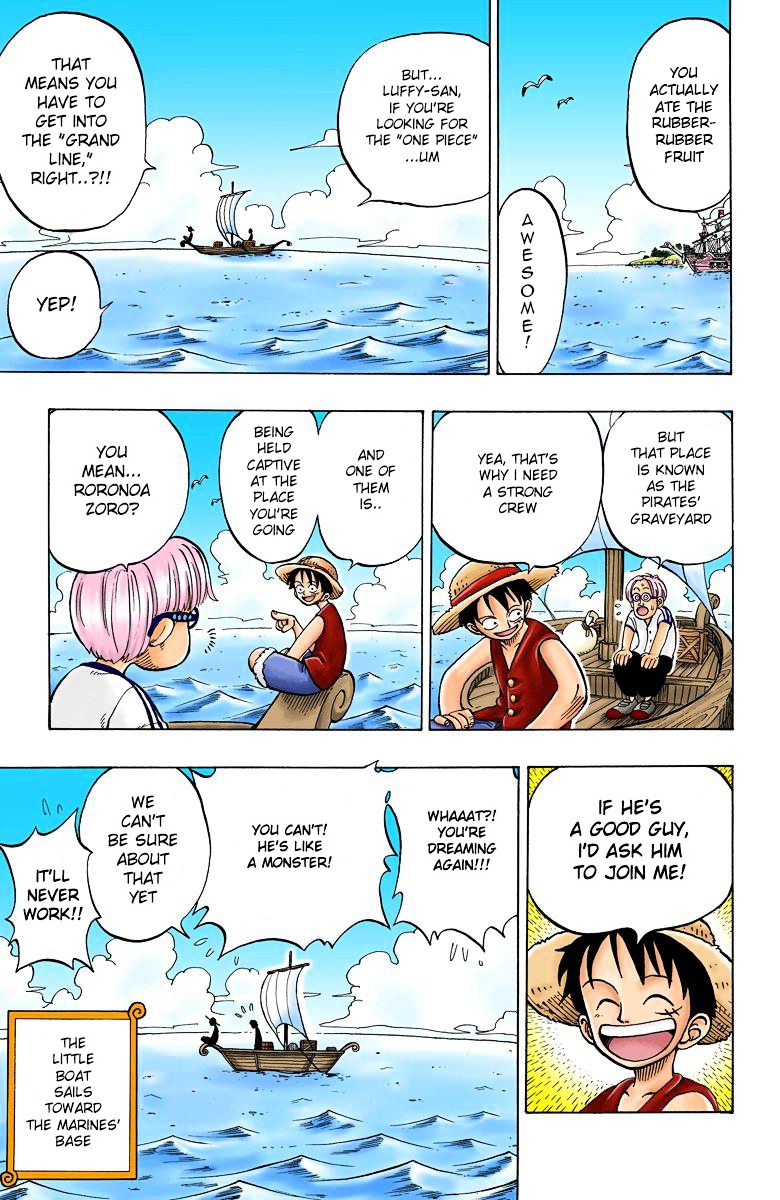 YOU
ACTUALLY
ATE THE
RUBBER-
RUBBER
FRUIT
AWESOME!
BUT...
LUFFY-SAN,
IF YOU'RE
LOOKING FOR
THE "ONE PIECE"
...UM
THAT
MEANS YOU
HAVE TO
GET INTO
THE "GRAND
LINE,"
RIGHT..?!!
YEP!
BUT
THAT PLACE
IS KNOWN
AS THE
PIRATES'
GRAVEYARD
YEA, THAT'S
WHY I NEED
A STRONG
CREW
AND
ONE OF
THEM
IS..
BEING
HELD
CAPTIVE
AT THE
PLACE
YOU'RE
GOING
YOU
MEAN...
RORONOA
ZORO?
IF HE'S
A GOOD GUY,
I'D ASK HIM
TO JOIN ME!
WHAAAT?!
YOU'RE
DREAMING
AGAIN!!!
YOU CAN'T!
HE'S LIKE
A MONSTER!
WE
CAN'T
BE SURE
ABOUT
THAT
YET
IT'LL
NEVER
WORK!!
THE
LITTLE
BOAT
SAILS
TOWARD
THE MARINES'
BASE